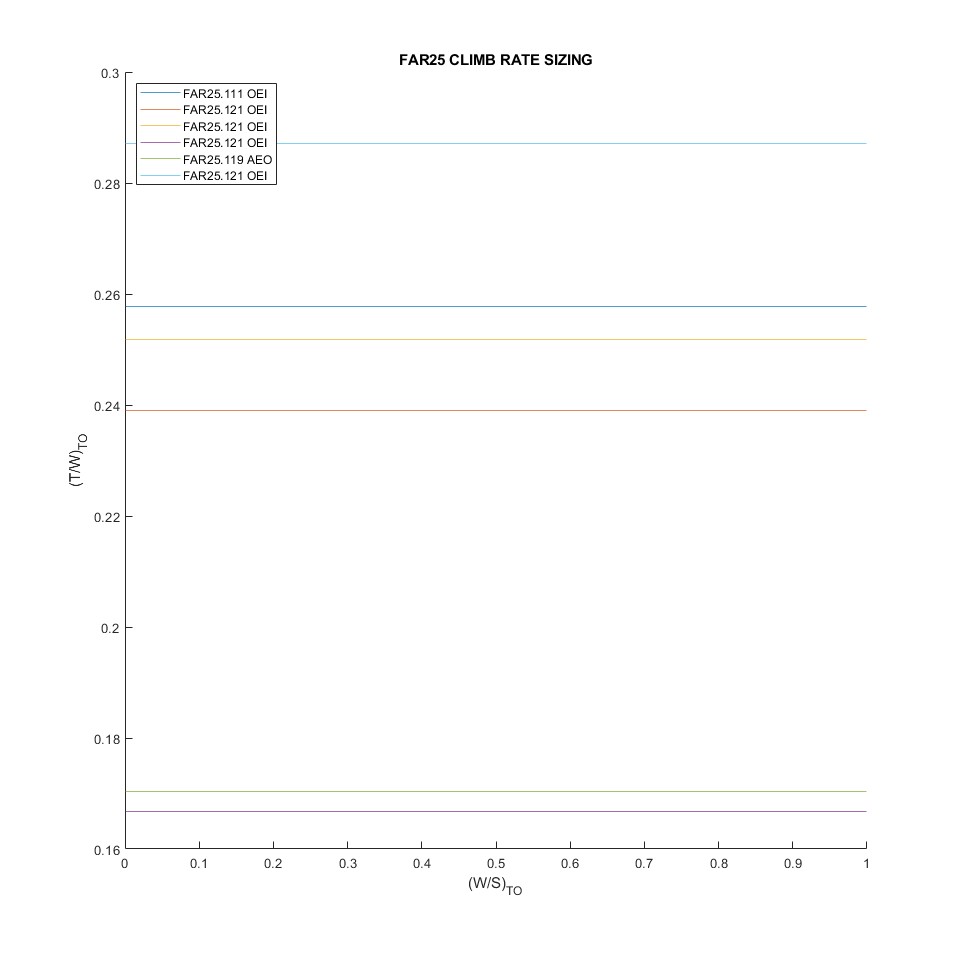 FAR25 CLIMB RATE SIZING
0.3
FAR25.111 OEI
FAR25.121 OEI
FAR25.121 OEI
FAR25.121 OEI
FAR25.119 AEO
FAR25.121 OEI
0.28
0.26
0.24
(T/W)TO
0.22
0.2
0.18
0.16
0 0.1 0.2 0.3 0.4 0.5 0.6 0.7 0.8 0.9 1
(W/S)TO